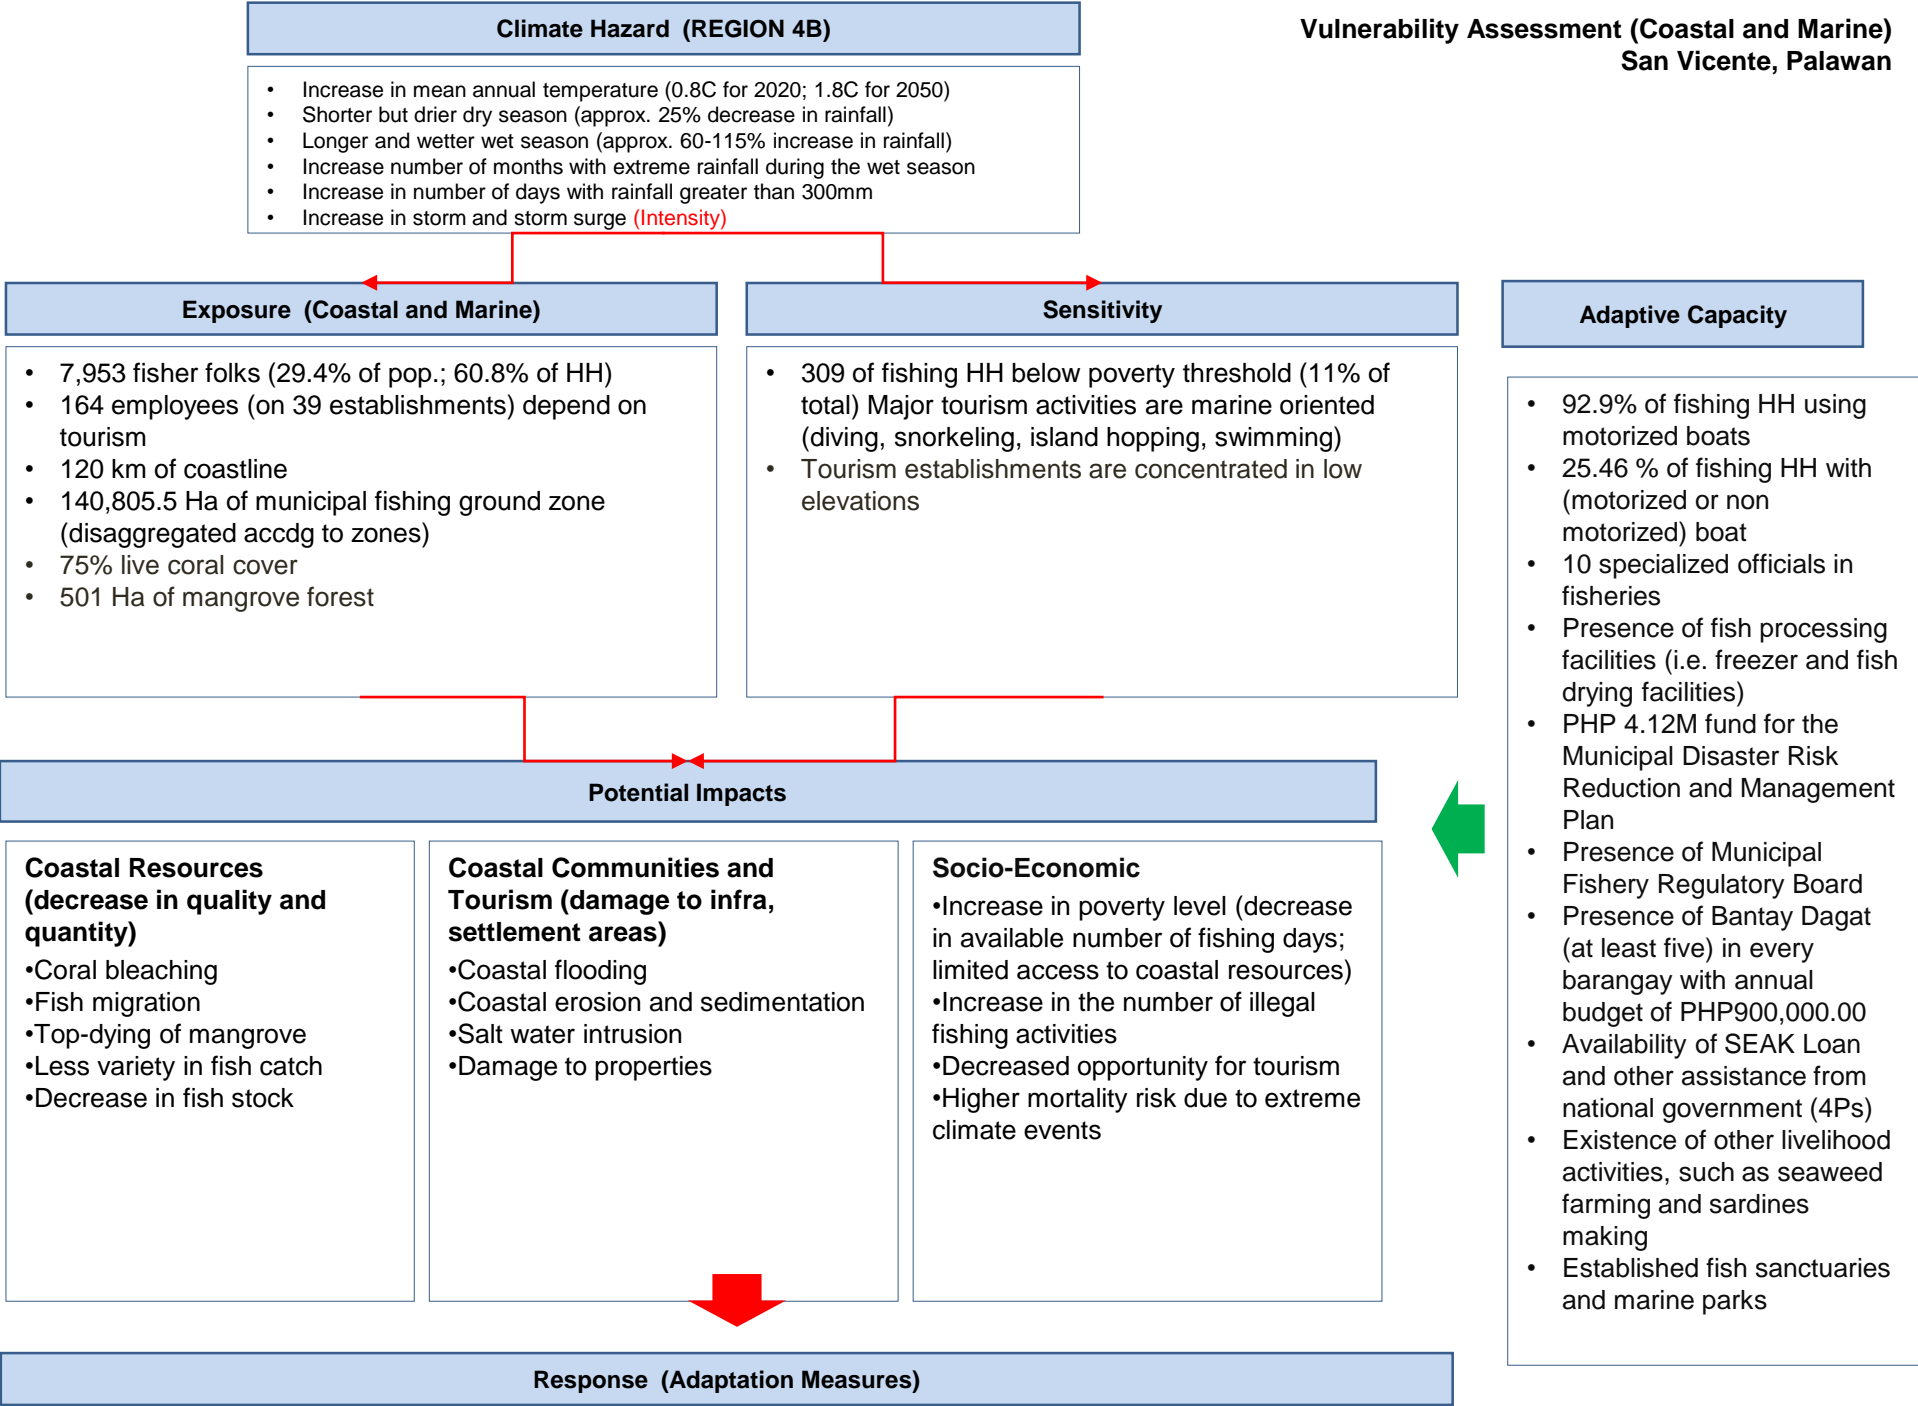 Climate Hazard (REGION 4B)
Vulnerability Assessment (Coastal and Marine)
San Vicente, Palawan
• Increase in mean annual temperature (0.8C for 2020; 1.8C for 2050)
• Shorter but drier dry season (approx. 25% decrease in rainfall)
• Longer and wetter wet season (approx. 60-115% increase in rainfall)
• Increase number of months with extreme rainfall during the wet season
• Increase in number of days with rainfall greater than 300mm
• Increase in storm and storm surge (Intensity)
Exposure (Coastal and Marine)
• 7,953 fisher folks (29.4% of pop.; 60.8% of HH)
• 164 employees (on 39 establishments) depend on
tourism
• 120 km of coastline
• 140,805.5 Ha of municipal fishing ground zone
(disaggregated accdg to zones)
• 75% live coral cover
• 501 Ha of mangrove forest
Sensitivity
• 309 of fishing HH below poverty threshold (11% of
total) Major tourism activities are marine oriented
(diving, snorkeling, island hopping, swimming)
• Tourism establishments are concentrated in low
elevations
Adaptive Capacity
• 92.9% of fishing HH using
motorized boats
• 25.46 % of fishing HH with
(motorized or non
motorized) boat
• 10 specialized officials in
fisheries
• Presence of fish processing
facilities (i.e. freezer and fish
drying facilities)
• PHP 4.12M fund for the
Municipal Disaster Risk
Reduction and Management
Plan
• Presence of Municipal
Fishery Regulatory Board
• Presence of Bantay Dagat
(at least five) in every
barangay with annual
budget of PHP900,000.00
• Availability of SEAK Loan
and other assistance from
national government (4Ps)
• Existence of other livelihood
activities, such as seaweed
farming and sardines
making
• Established fish sanctuaries
and marine parks
Potential Impacts
Coastal Resources
(decrease in quality and
quantity)
•Coral bleaching
•Fish migration
•Top-dying of mangrove
•Less variety in fish catch
•Decrease in fish stock
Coastal Communities and
Tourism (damage to infra,
settlement areas)
•Coastal flooding
•Coastal erosion and sedimentation
•Salt water intrusion
•Damage to properties
Socio-Economic
•Increase in poverty level (decrease
in available number of fishing days;
limited access to coastal resources)
•Increase in the number of illegal
fishing activities
•Decreased opportunity for tourism
•Higher mortality risk due to extreme
climate events
Response (Adaptation Measures)